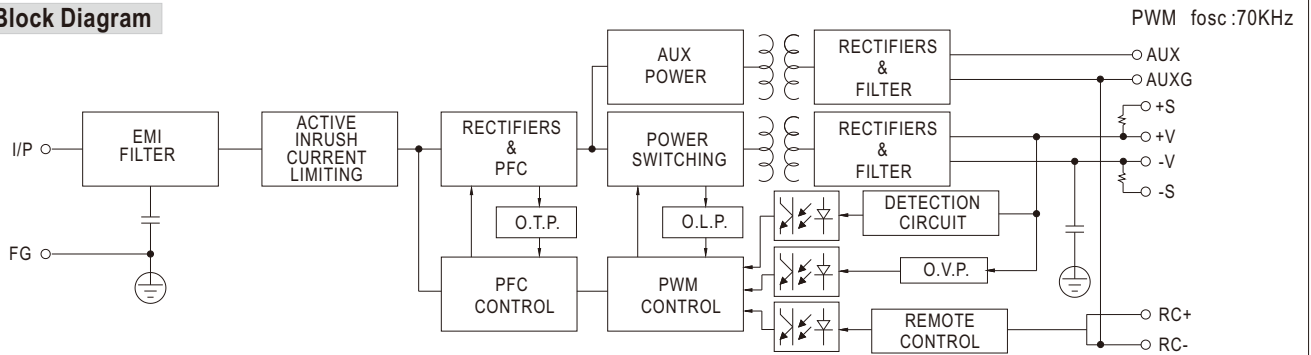 Block Diagram
PWM fosc :70KHz
AUX
POWER
RECTIFIERS
&
FILTER
AUX
AUXG
+S
+V
-V
-S
I/P
EMI
FILTER
ACTIVE
INRUSH
CURRENT
LIMITING
RECTIFIERS
&
PFC
POWER
SWITCHING
RECTIFIERS
&
FILTER
DETECTION
CIRCUIT
O.T.P.
O.L.P.
FG
PFC
CONTROL
PWM
CONTROL
O.V.P.
REMOTE
CONTROL
RC+
RC-